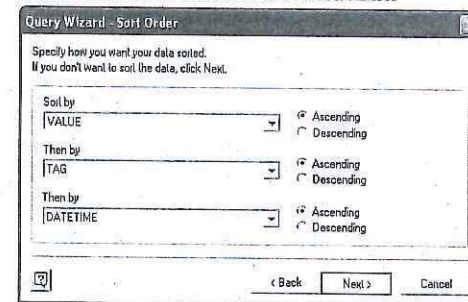 Query Wizard - Sort Order
Specify how you want your data sorted.
If you don't want to sort the data, click Next.
Sort by
VALUE
Ascending
Descending
Then by
TAG
Ascending
Descending
Then by
DATETIME
Ascending
Descending
?
< Back
Next >
Cancel